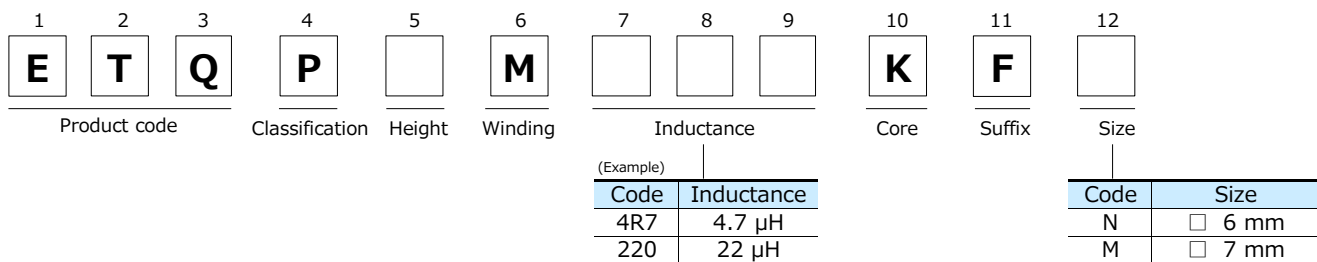 1 2 3 4 5 6 7 8 9 10 11 12
E T Q P M K F
Product code Classification Height Winding Inductance Core Suffix Size
(Example)
Code Inductance Code Size
4R7 4.7 μH N □ 6 mm
220 22 μH M □ 7 mm